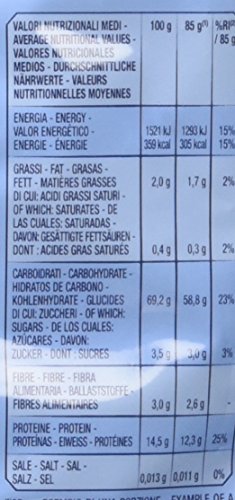 VALORI NUTRIZIONALI MEDI - 100 g 85 g⁽¹⁾ %RI⁽²⁾
AVERAGE NUTRITIONAL VALUES - / 85 g
VALORES NUTRICIONALES
MEDIOS - DURCHSCHNITTLICHE
NÄHRWERTE - VALEURS
NUTRITIONNELLES MOYENNES
ENERGIA - ENERGY -
VALOR ENERGÉTICO - 1521 kJ 1293 kJ 15%
ENERGIE - ÉNERGIE 359 kcal 305 kcal 15%
GRASSI - FAT - GRASAS -
FETT - MATIÈRES GRASSES 2,0 g 1,7 g 2%
DI CUI: ACIDI GRASSI SATURI -
OF WHICH: SATURATES - DE
LAS CUALES: SATURADAS -
DAVON: GESÄTTIGTE FETTSÄUREN -
DONT : ACIDES GRAS SATURÉS 0,4 g 0,3 g 2%
CARBOIDRATI - CARBOHYDRATE -
HIDRATOS DE CARBONO -
KOHLENHYDRATE - GLUCIDES 69,2 g 58,8 g 23%
DI CUI: ZUCCHERI - OF WHICH:
SUGARS - DE LOS CUALES:
AZÚCARES - DAVON:
ZUCKER - DONT : SUCRES 3,5 g 3,0 g 3%
FIBRE - FIBRE - FIBRA
ALIMENTARIA - BALLASTSTOFFE -
FIBRES ALIMENTAIRES 3,0 g 2,6 g -
PROTEINE - PROTEIN -
PROTEÍNAS - EIWEISS - PROTÉINES 14,5 g 12,3 g 25%
SALE - SALT - SAL -
SALZ - SEL 0,013 g 0,011 g 0%